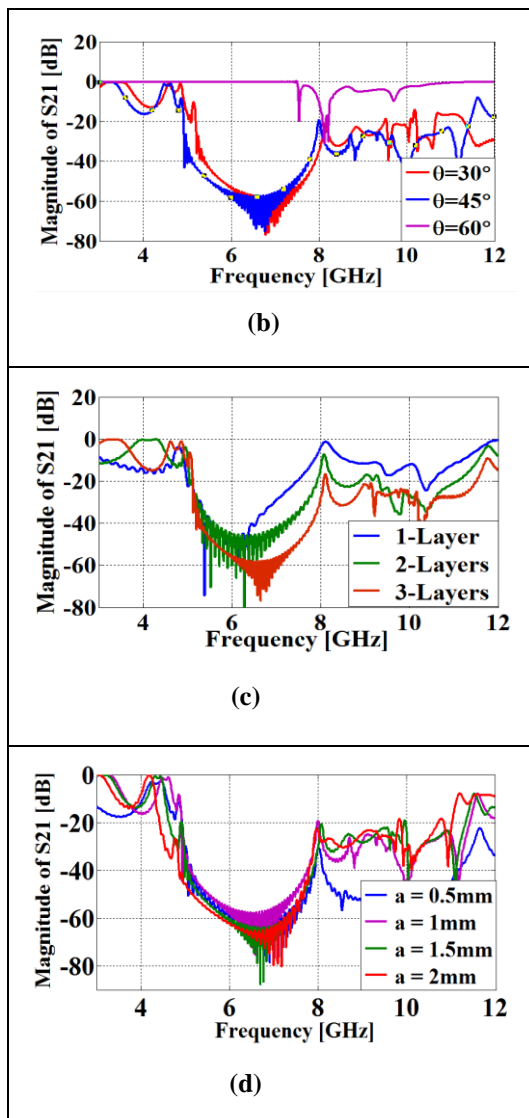 20
0
-20
-40
-60
-80
Magnitude of S21 [dB]
θ=30°
θ=45°
θ=60°
4 6 8 10 12
Frequency [GHz]
(b)
20
0
-20
-40
-60
-80
Magnitude of S21 [dB]
1-Layer
2-Layers
3-Layers
4 6 8 10 12
Frequency [GHz]
(c)
20
0
-20
-40
-60
-80
Magnitude of S21 [dB]
a = 0.5mm
a = 1mm
a = 1.5mm
a = 2mm
4 6 8 10 12
Frequency [GHz]
(d)